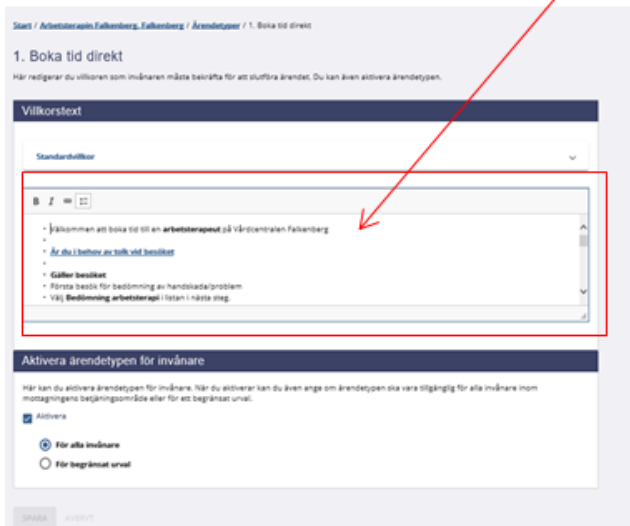 Start / Arbetsterapin Falkenberg, Falkenberg / Ärendetyper / 1. Boka tid direkt
1. Boka tid direkt
Här redigerar du villkoren som invånaren måste bekräfta för att slutföra ärendet. Du kan även aktivera ärendetypen.
Villkorstext
Standardvillkor
B I
• Välkommen att boka tid till en arbetsterapeut på Vårdcentralen Falkenberg
•
• Är du i behov av tolk vid besöket
•
• Gäller besöket
• Första besök för bedömning av handskada/problem
• Välj Bedömning arbetsterapi i listan i nästa steg.
Aktivera ärendetypen för invånare
Här kan du aktivera ärendetypen för invånare. När du aktiverar kan du även ange om ärendetypen ska vara tillgänglig för alla invånare inom
mottagningens betjäningsområde eller för ett begränsat urval.
Aktivera
För alla invånare
För begränsat urval
SPARA AVBRYT